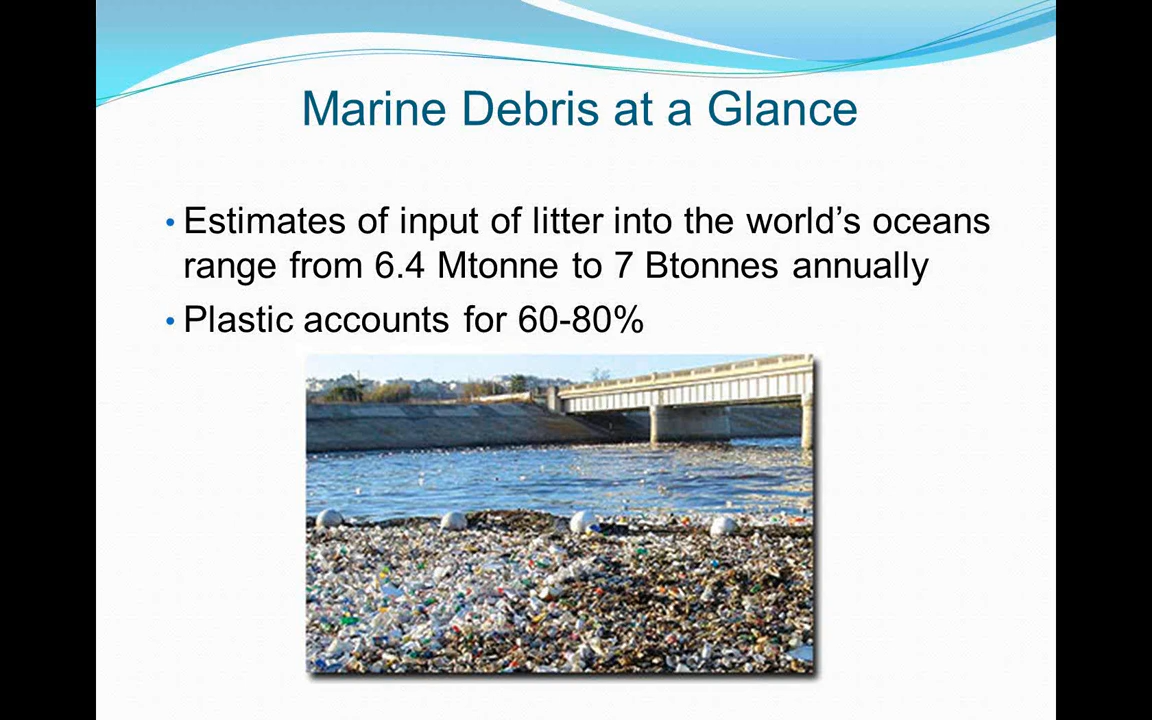 Marine Debris at a Glance
• Estimates of input of litter into the world’s oceans
range from 6.4 Mtonne to 7 Btonnes annually
• Plastic accounts for 60-80%